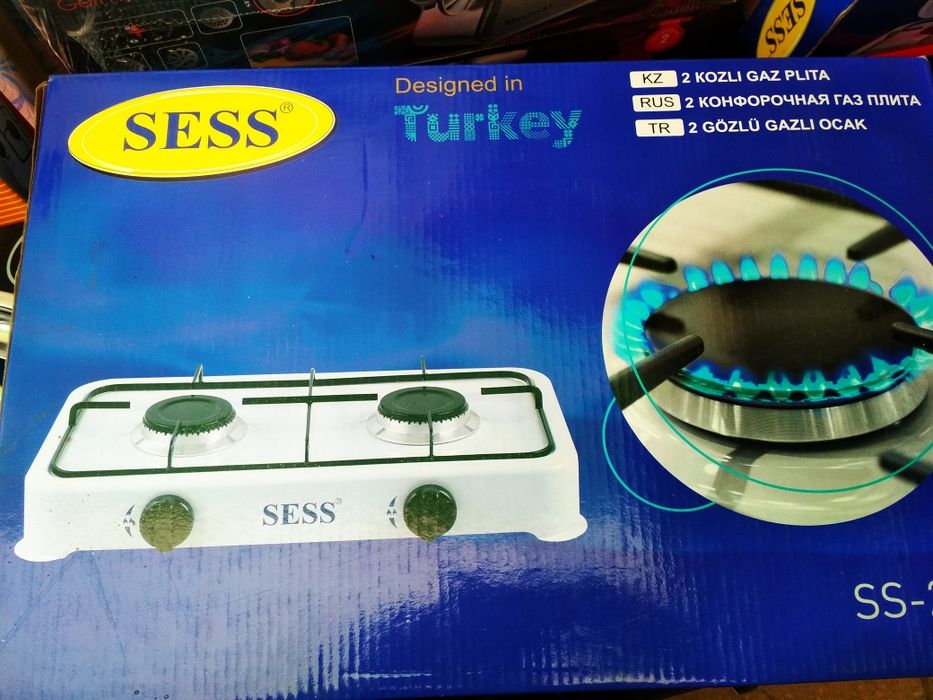 SESS
SESS®
Designed in
Turkey
KZ 2 KOZLI GAZ PLITA
RUS 2 КОНФОРОЧНАЯ ГАЗ ПЛИТА
TR 2 GÖZLÜ GAZLI OCAK
SESS®
SS-